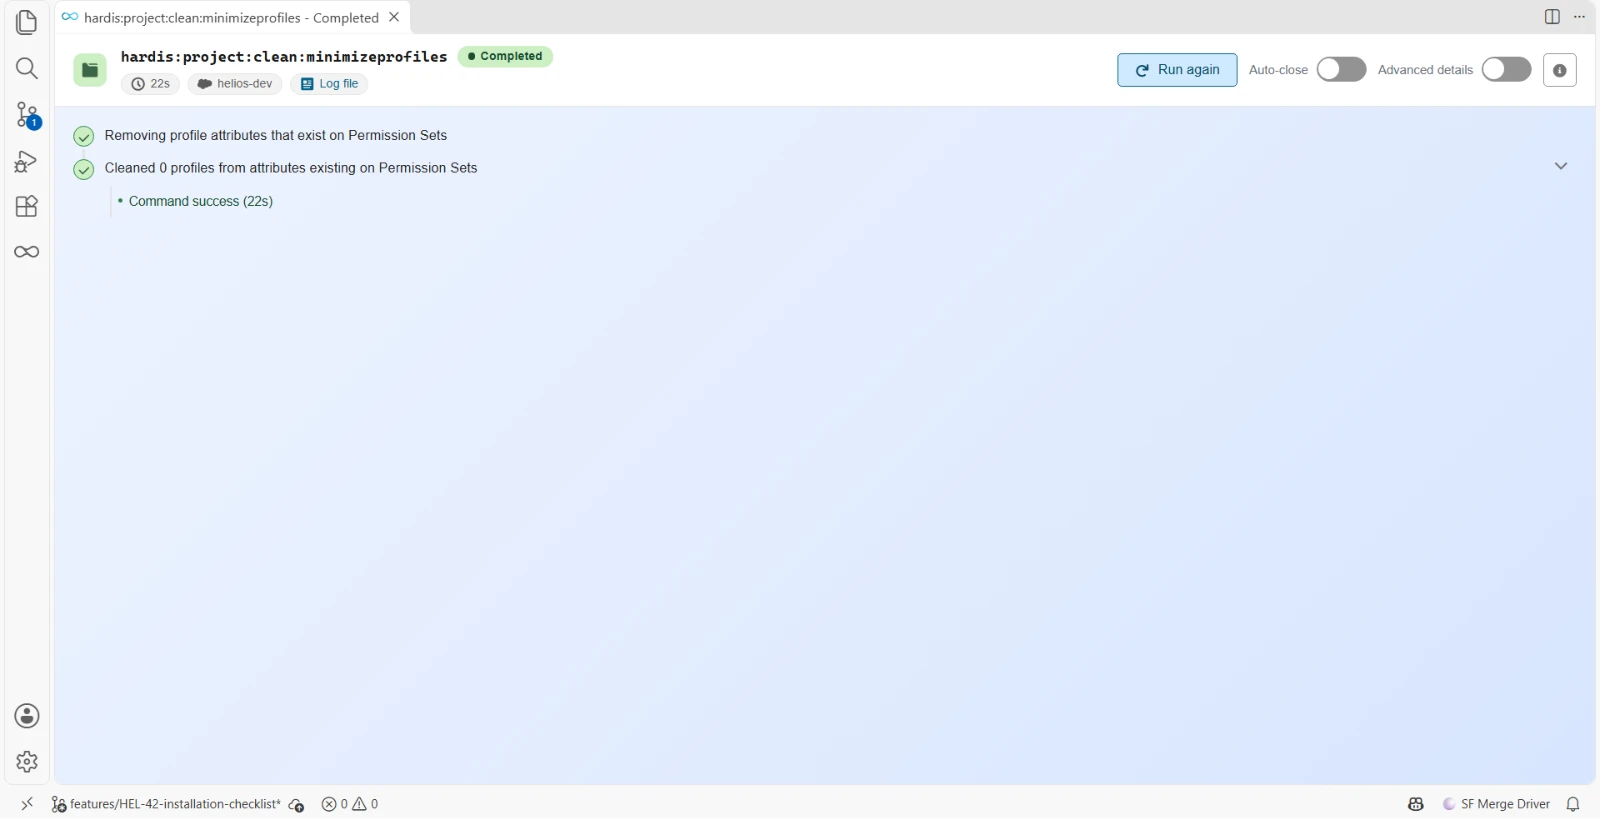 hardis:project:clean:minimizeprofiles - Completed
hardis:project:clean:minimizeprofiles
Completed
22s
helios-dev
Log file
Run again
Auto-close
Advanced details
1
Removing profile attributes that exist on Permission Sets
Cleaned 0 profiles from attributes existing on Permission Sets
• Command success (22s)
features/HEL-42-installation-checklist*
0
0
SF Merge Driver